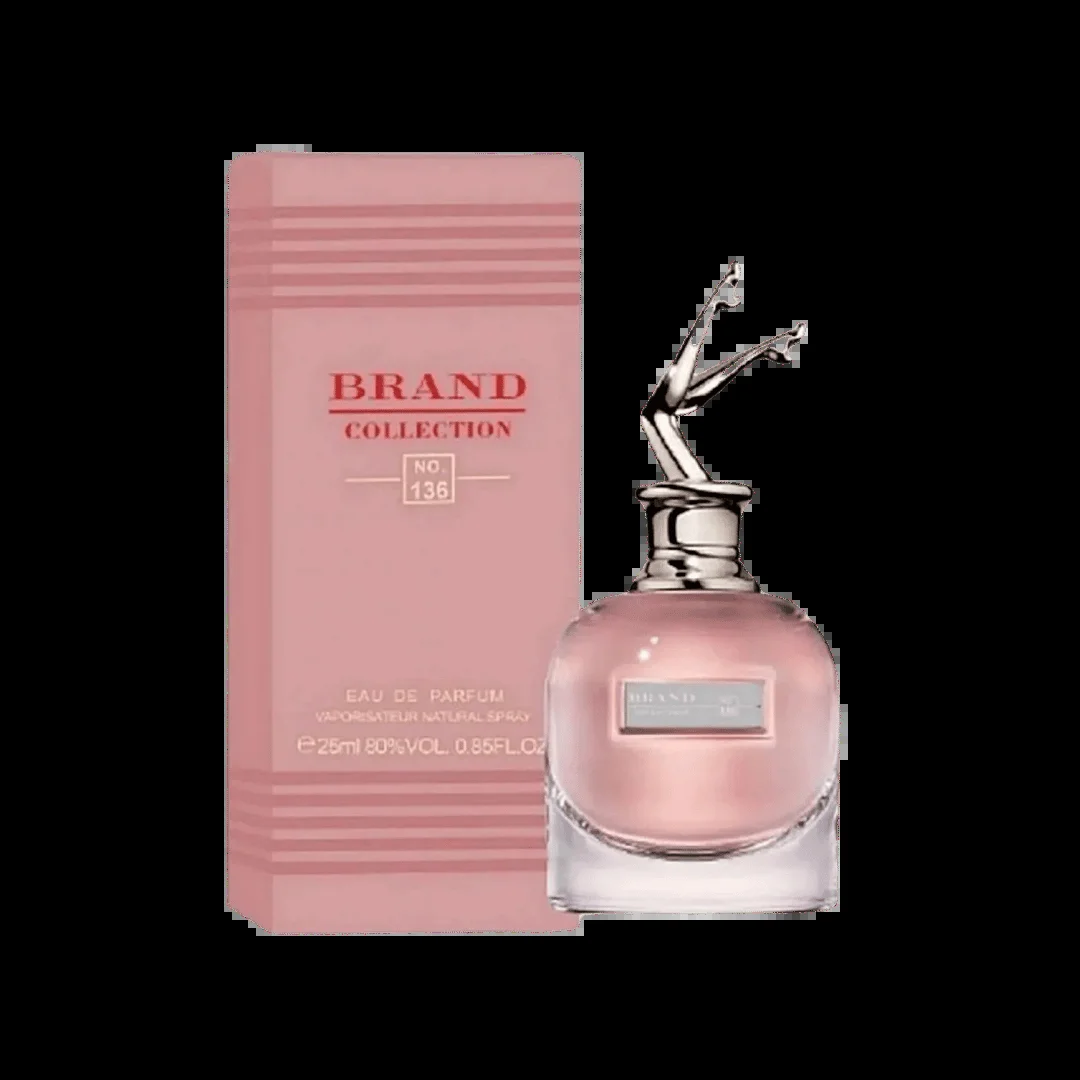 BRAND
COLLECTION
NO.
136
EAU DE PARFUM
VAPORISATEUR NATURAL SPRAY
℮25ml 80%VOL. 0.85FL.OZ
BRAND
136